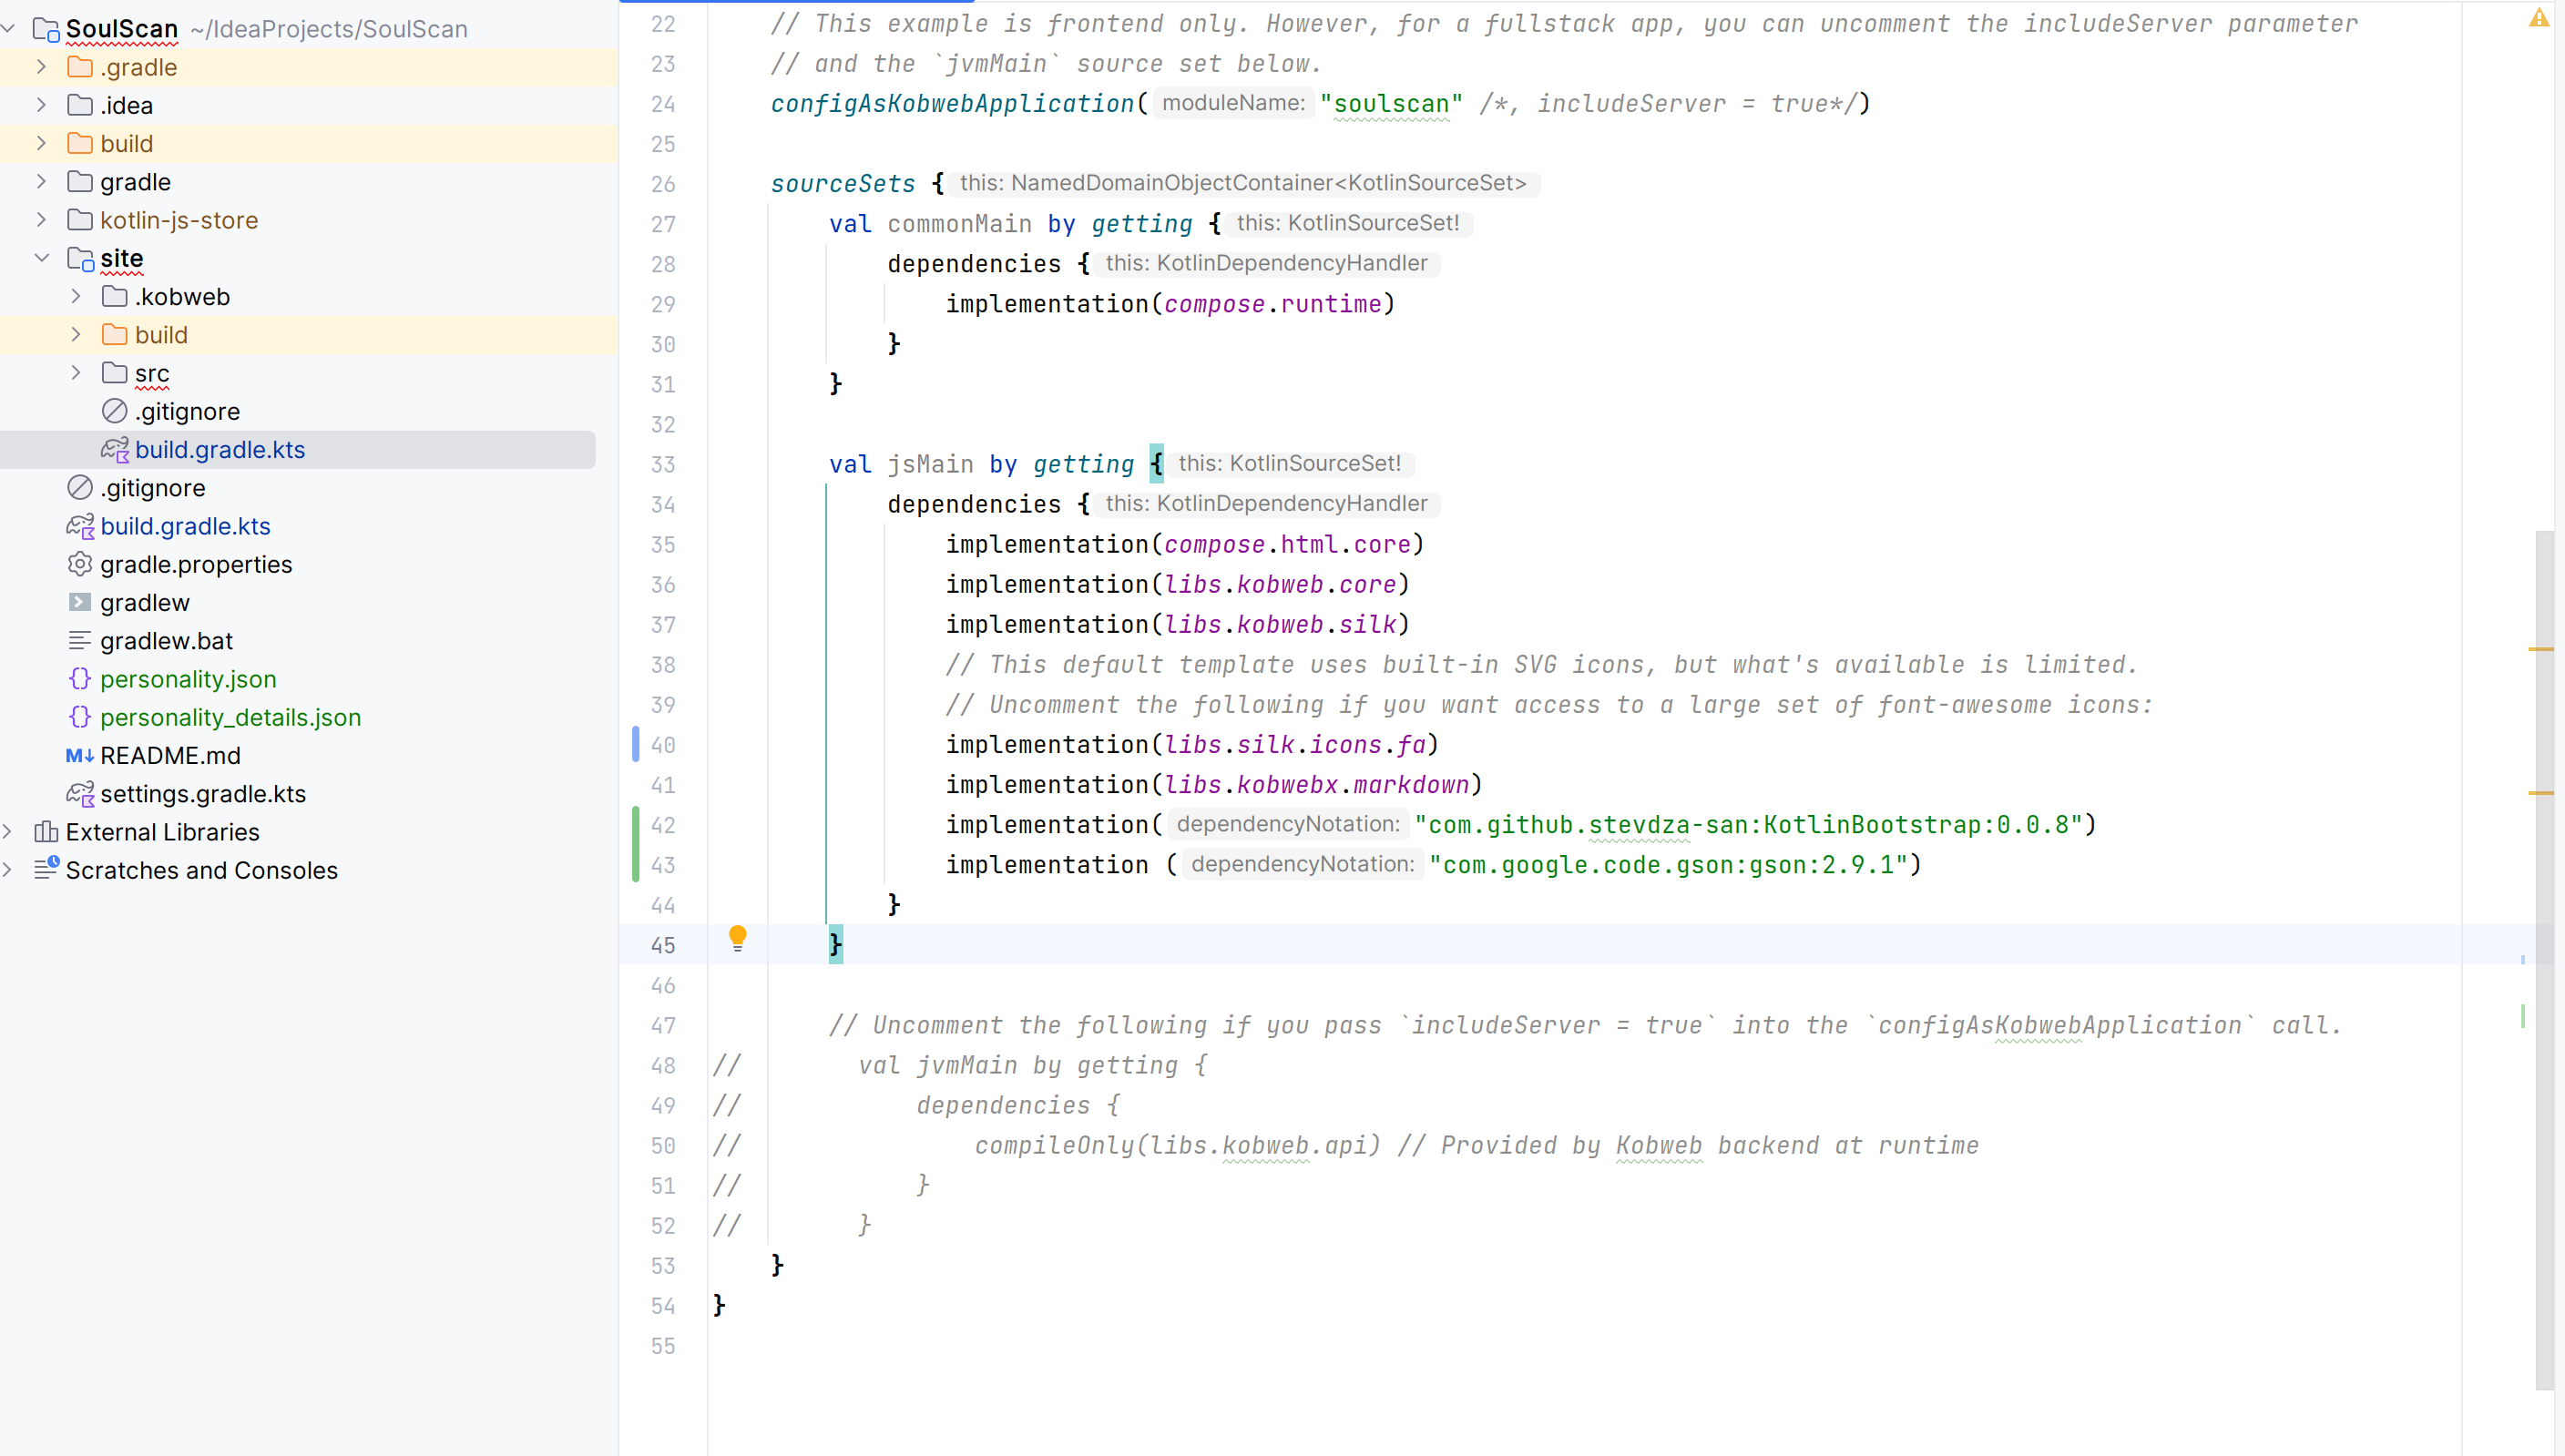 SoulScan ~/IdeaProjects/SoulScan
.gradle
.idea
build
gradle
kotlin-js-store
site
.kobweb
build
src
.gitignore
build.gradle.kts
.gitignore
build.gradle.kts
gradle.properties
gradlew
gradlew.bat
personality.json
personality_details.json
README.md
settings.gradle.kts
External Libraries
Scratches and Consoles
22 // This example is frontend only. However, for a fullstack app, you can uncomment the includeServer parameter
23 // and the `jvmMain` source set below.
24 configAsKobwebApplication( moduleName: "soulscan" /*, includeServer = true*/)
25
26 sourceSets { this: NamedDomainObjectContainer<KotlinSourceSet>
27 val commonMain by getting { this: KotlinSourceSet!
28 dependencies { this: KotlinDependencyHandler
29 implementation(compose.runtime)
30 }
31 }
32
33 val jsMain by getting { this: KotlinSourceSet!
34 dependencies { this: KotlinDependencyHandler
35 implementation(compose.html.core)
36 implementation(libs.kobweb.core)
37 implementation(libs.kobweb.silk)
38 // This default template uses built-in SVG icons, but what's available is limited.
39 // Uncomment the following if you want access to a large set of font-awesome icons:
40 implementation(libs.silk.icons.fa)
41 implementation(libs.kobwebx.markdown)
42 implementation( dependencyNotation: "com.github.stevdza-san:KotlinBootstrap:0.0.8")
43 implementation ( dependencyNotation: "com.google.code.gson:gson:2.9.1")
44 }
45 }
46
47 // Uncomment the following if you pass `includeServer = true` into the `configAsKobwebApplication` call.
48 // val jvmMain by getting {
49 // dependencies {
50 // compileOnly(libs.kobweb.api) // Provided by Kobweb backend at runtime
51 // }
52 // }
53 }
54 }
55